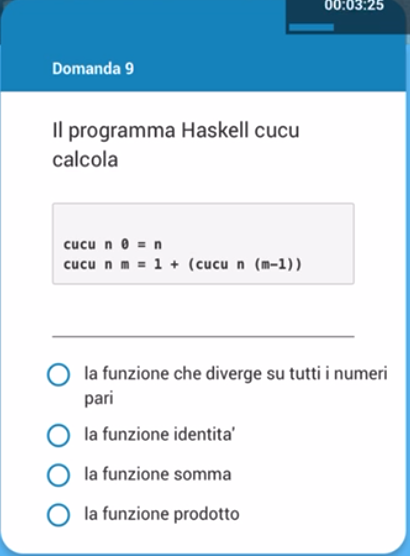 00:03:25
Domanda 9
Il programma Haskell cucu
calcola
cucu n 0 = n
cucu n m = 1 + (cucu n (m-1))
la funzione che diverge su tutti i numeri
pari
la funzione identita'
la funzione somma
la funzione prodotto